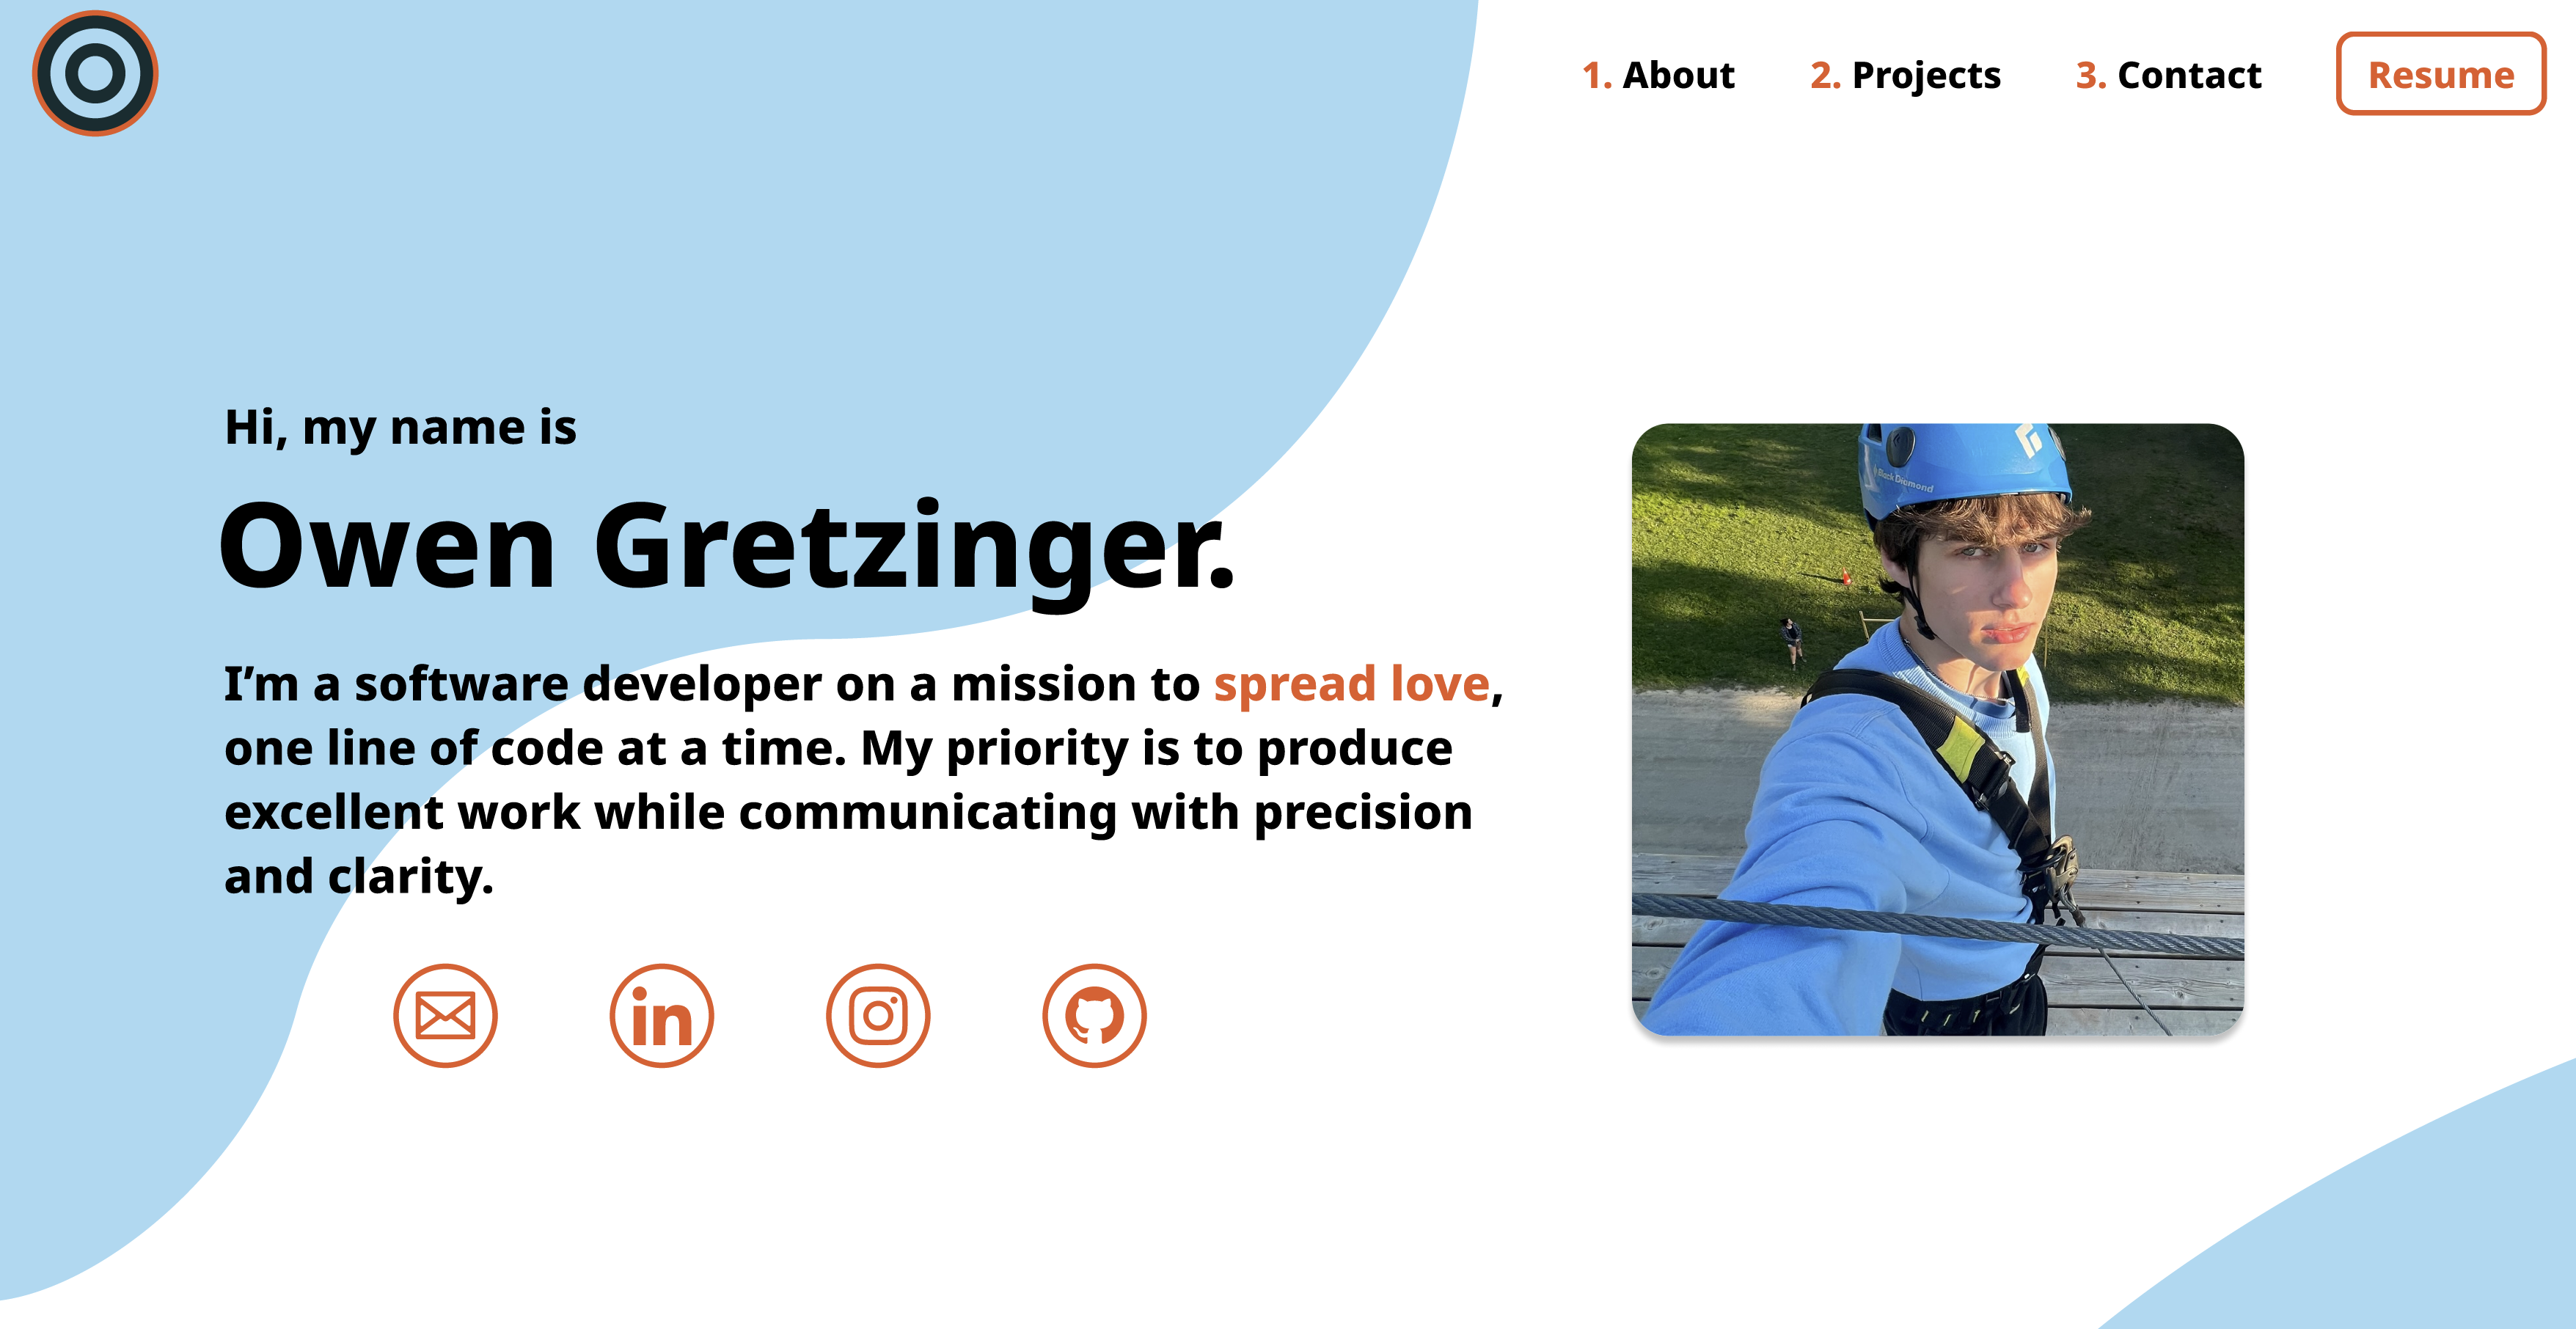 1. About 2. Projects 3. Contact Resume
Hi, my name is
Owen Gretzinger.
I’m a software developer on a mission to spread love,
one line of code at a time. My priority is to produce
excellent work while communicating with precision
and clarity.
in
Black Diamond